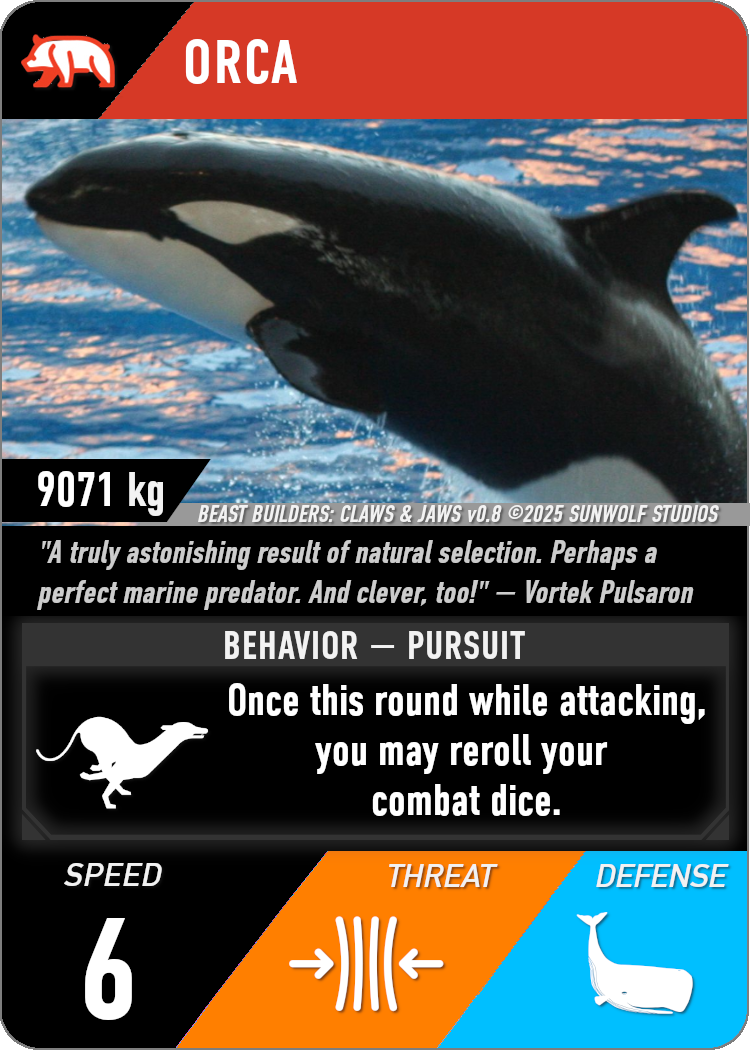 ORCA
9071 kg
BEAST BUILDERS: CLAWS & JAWS v0.8 ©2025 SUNWOLF STUDIOS
"A truly astonishing result of natural selection. Perhaps a
perfect marine predator. And clever, too!" — Vortek Pulsaron
BEHAVIOR — PURSUIT
Once this round while attacking,
you may reroll your
combat dice.
SPEED
THREAT
DEFENSE
6